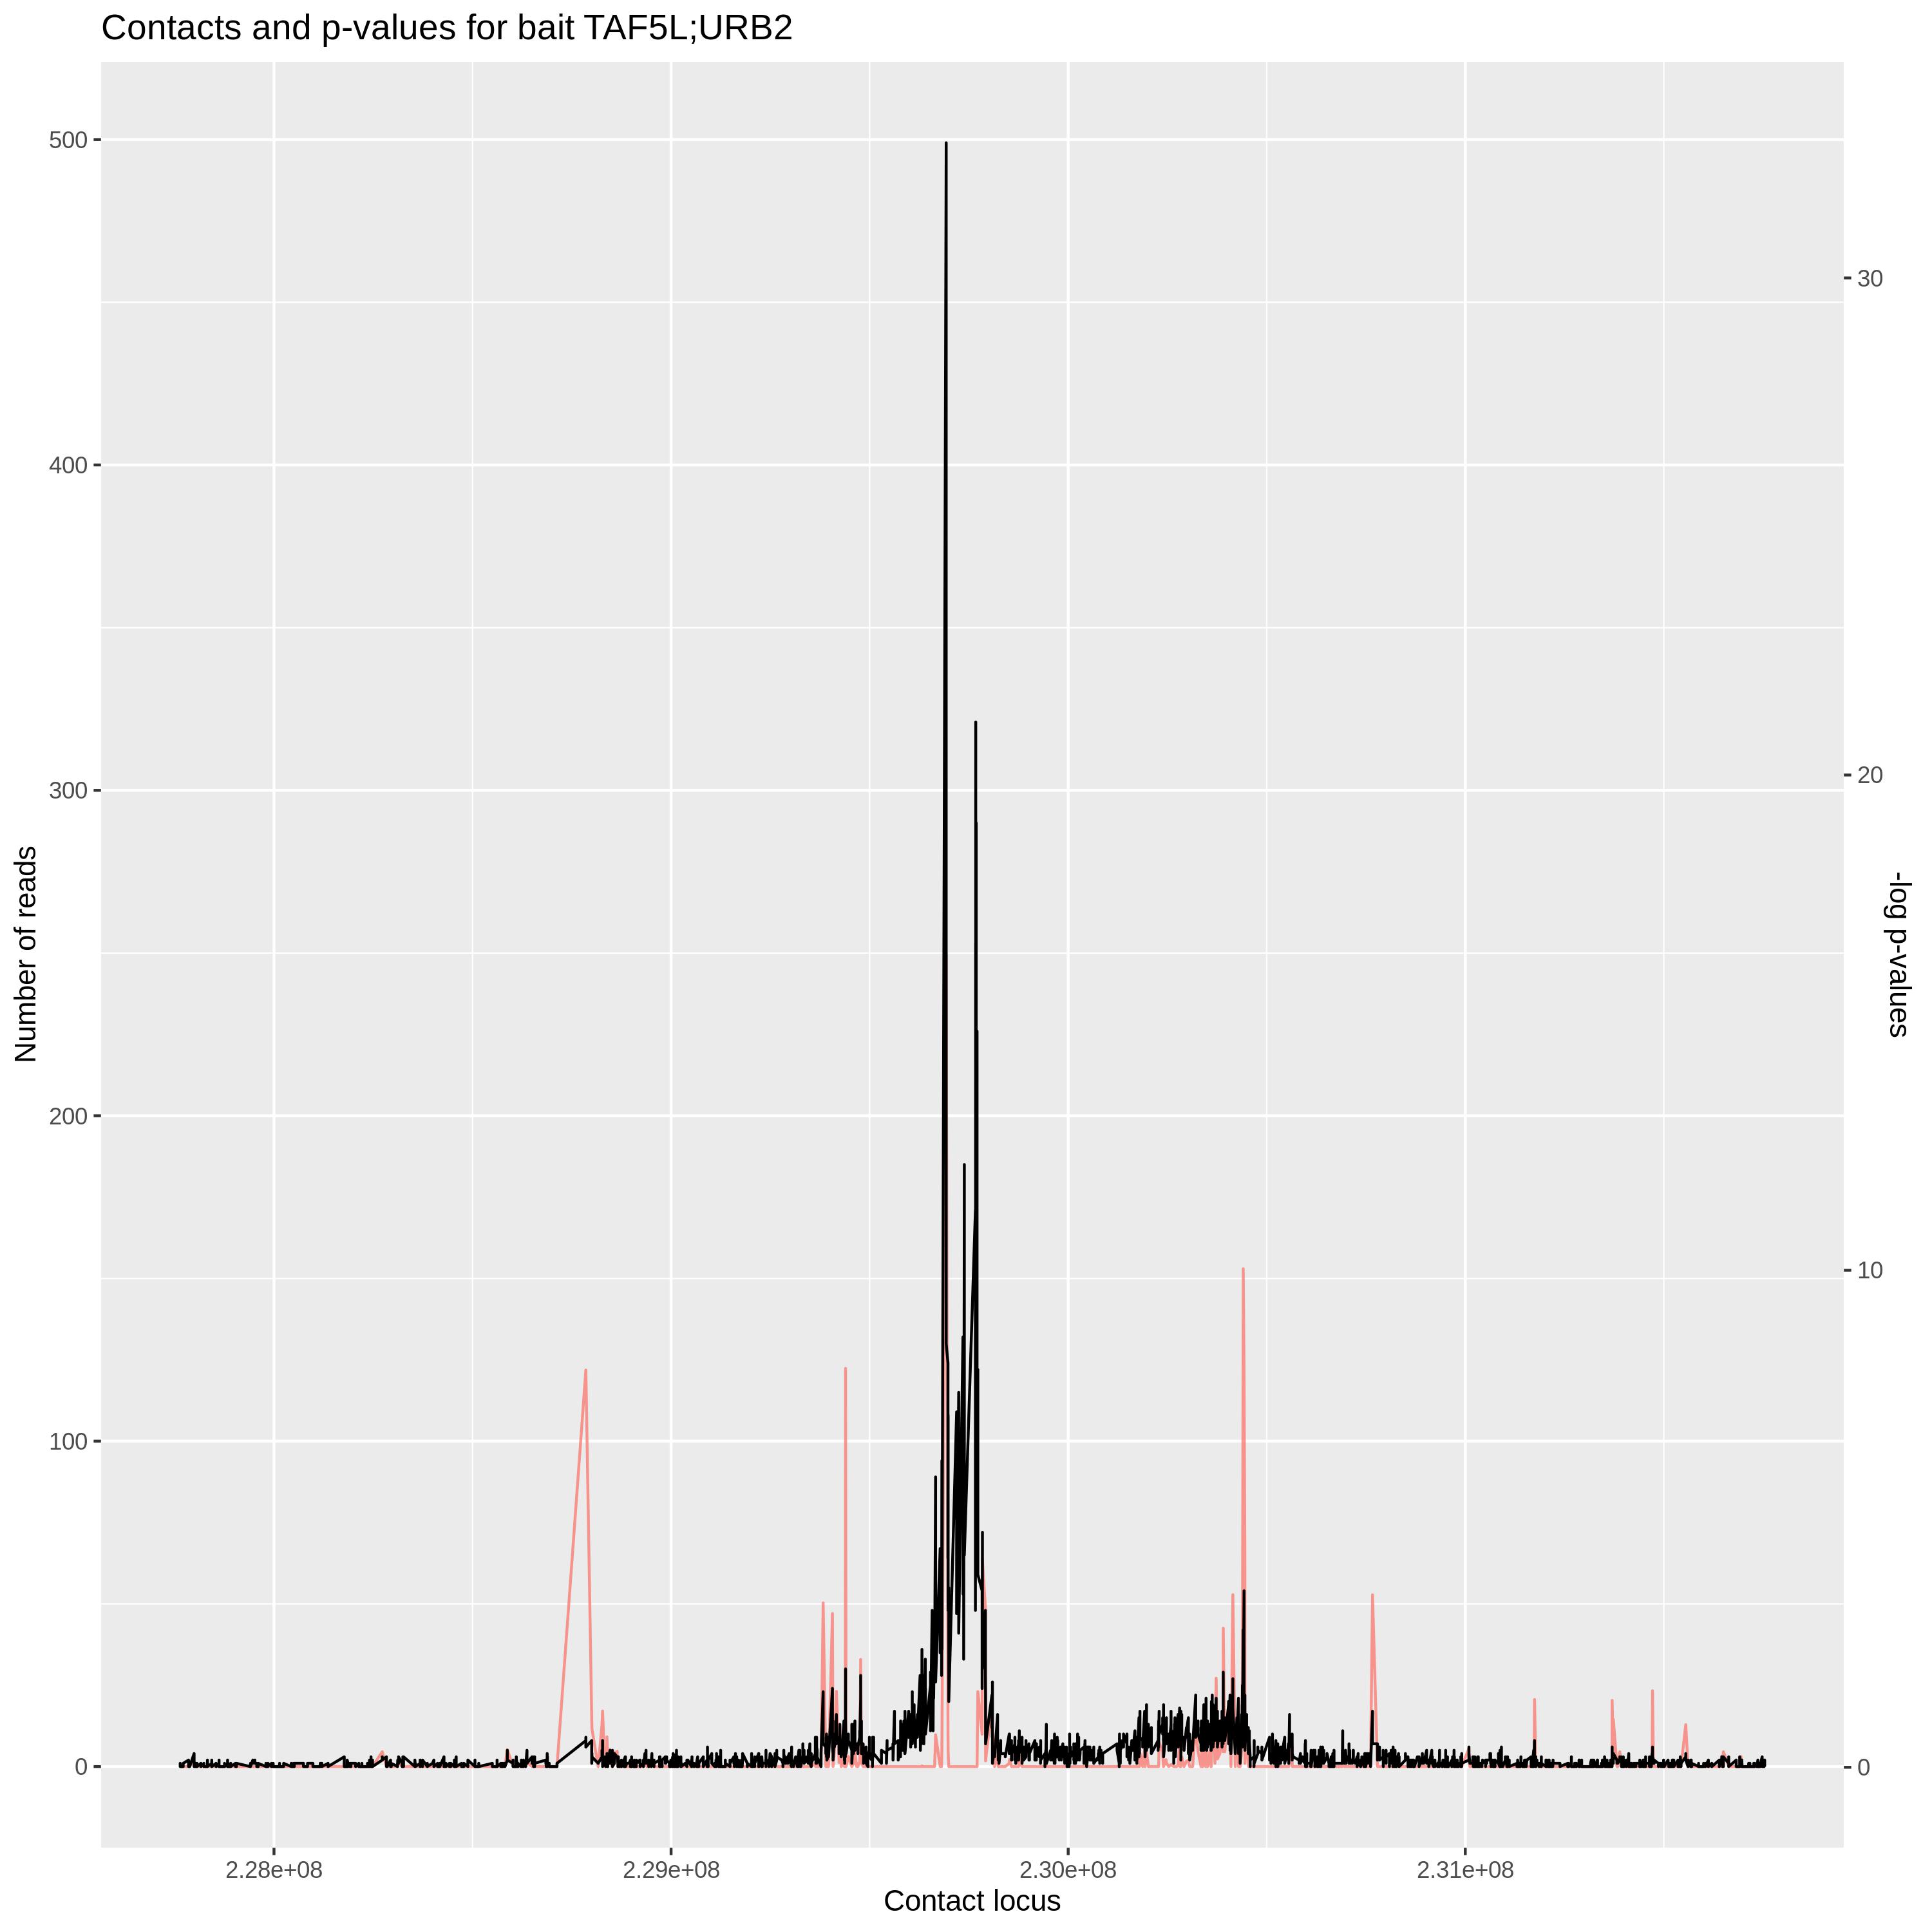 Contacts and p-values for bait TAF5L;URB2
500
400
300
200
100
0
Number of reads
30
20
10
0
-log p-values
2.28e+08
2.29e+08
2.30e+08
2.31e+08
Contact locus